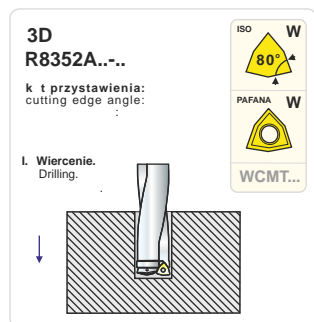 3D
R8352A..-..
k t przystawienia:
cutting edge angle:
:
I. Wiercenie.
Drilling.
.
ISO W
80°
PAFANA W
WCMT...